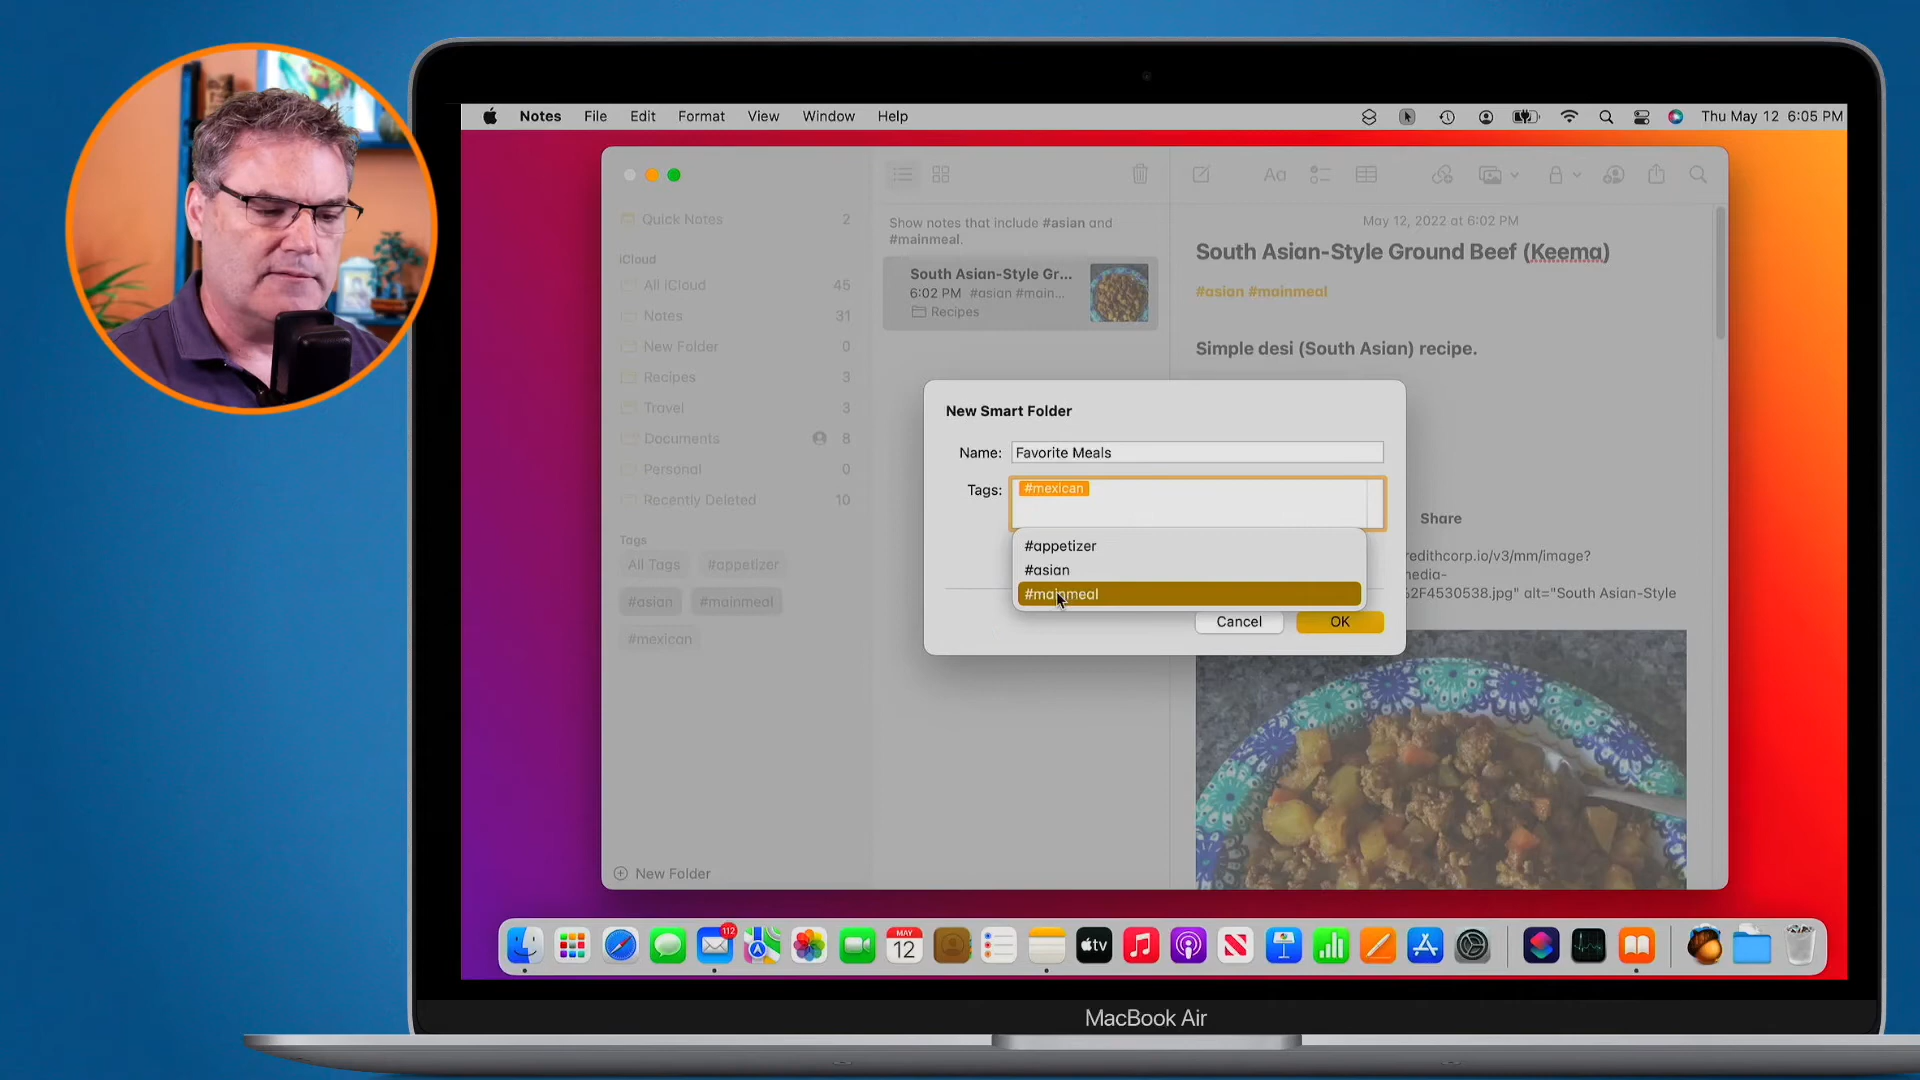 Notes File Edit Format View Window Help Thu May 12 6:05 PM
Quick Notes 2
iCloud
All iCloud 45
Notes 31
New Folder 0
Recipes 3
Travel 3
Documents 8
Personal 0
Recently Deleted 10
Tags
All Tags #appetizer
#asian #mainmeal
#mexican
New Folder
Show notes that include #asian and
#mainmeal.
South Asian-Style Gr...
6:02 PM #asian #main...
Recipes
Aa
May 12, 2022 at 6:02 PM
South Asian-Style Ground Beef (Keema)
#asian #mainmeal
Simple desi (South Asian) recipe.
Share
redithcorp.io/v3/mm/image?
nedia-
%2F4530538.jpg" alt="South Asian-Style
New Smart Folder
Name: Favorite Meals
Tags: #mexican
#appetizer
#asian
#mainmeal
Cancel OK
112
MAY
12
tv
MacBook Air